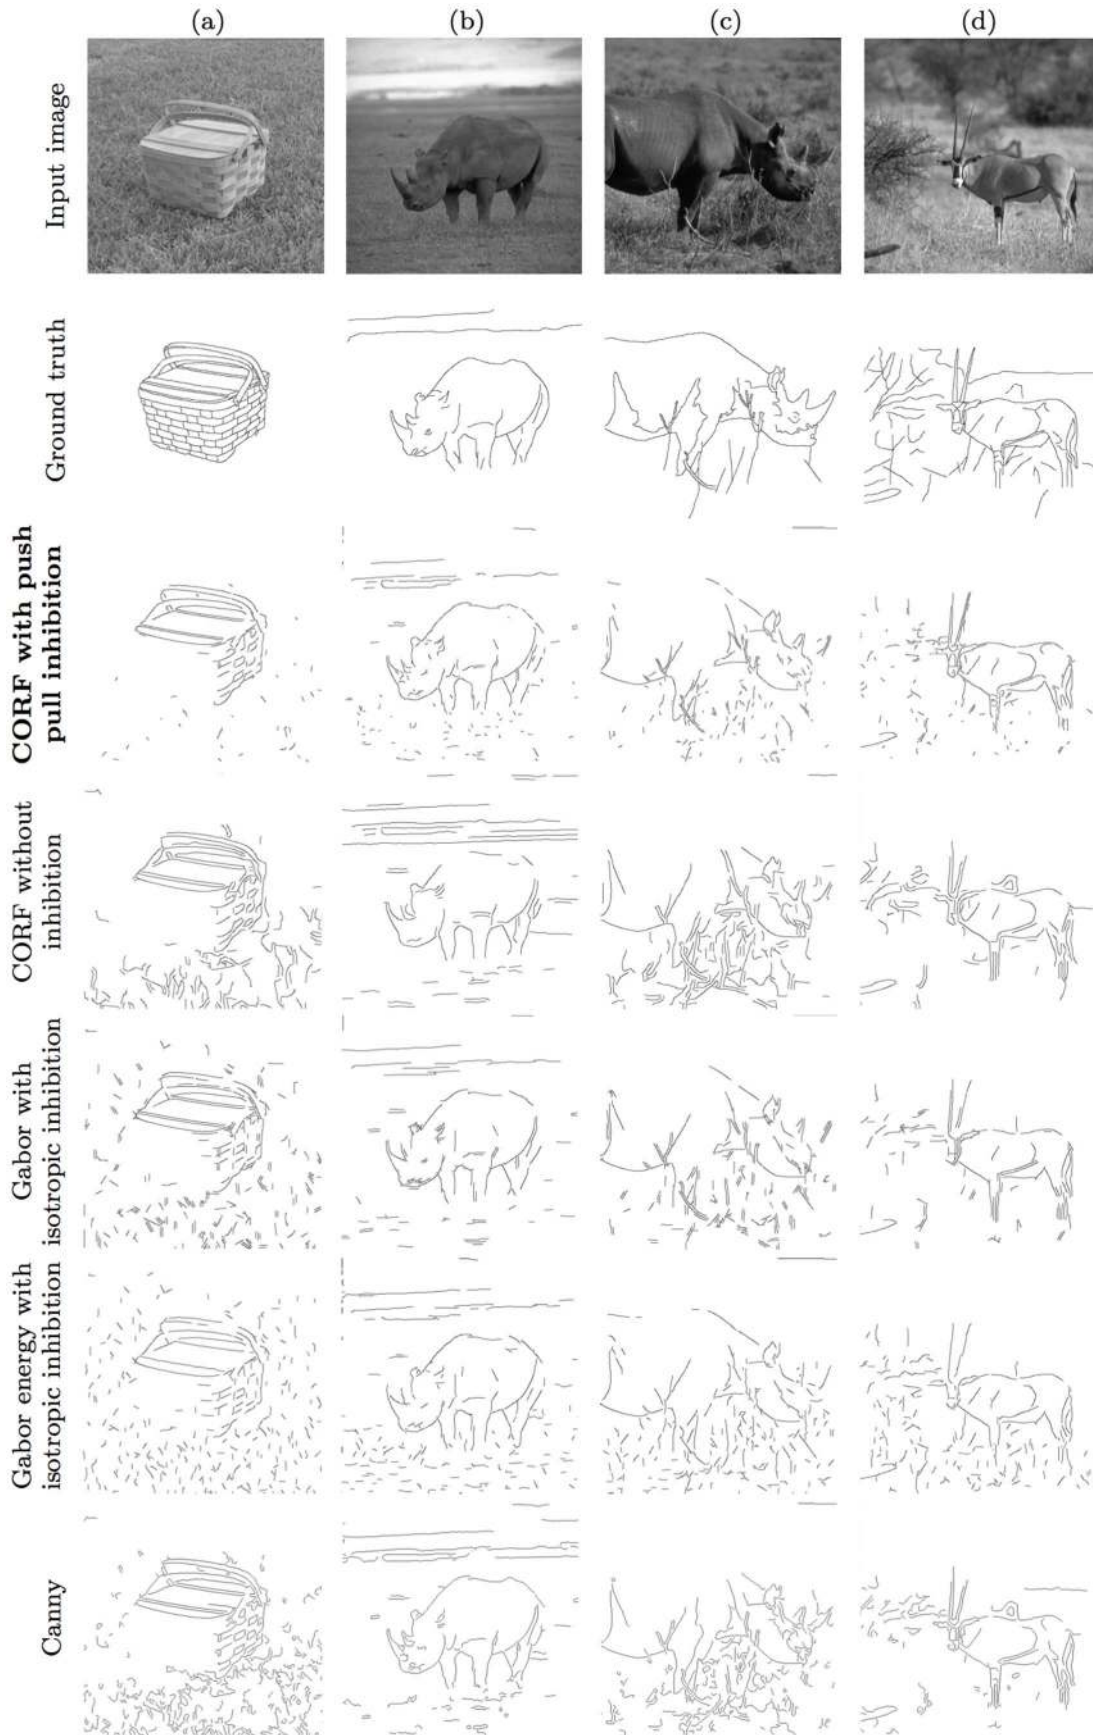 (a) (b) (c) (d)
Input image
Ground truth
CORF with push
pull inhibition
CORF without
inhibition
Gabor with
isotropic inhibition
Gabor energy with
isotropic inhibition
Canny